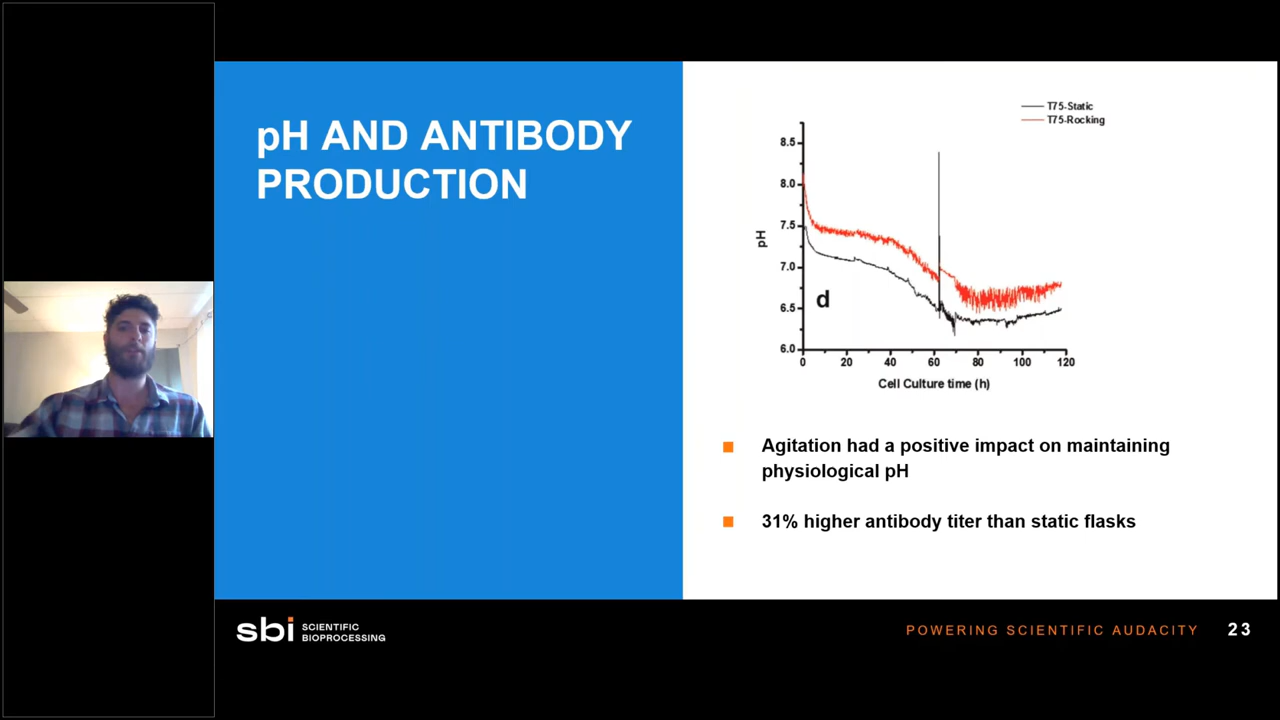 pH AND ANTIBODY
PRODUCTION
T75-Static
T75-Rocking
8.5
8.0
7.5
7.0
6.5
6.0
pH
d
0
20
40
60
80
100
120
Cell Culture time (h)
Agitation had a positive impact on maintaining
physiological pH
31% higher antibody titer than static flasks
sbi SCIENTIFIC
BIOPROCESSING
POWERING SCIENTIFIC AUDACITY 23